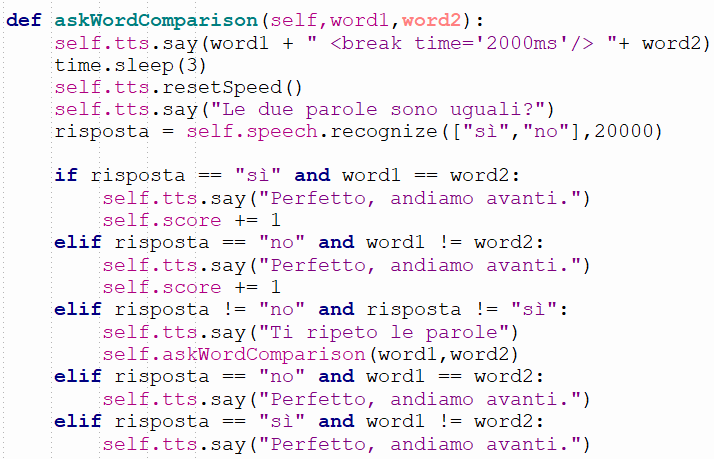 def askWordComparison(self,word1,word2):
    self.tts.say(word1 + " <break time='2000ms'/> "+ word2)
    time.sleep(3)
    self.tts.resetSpeed()
    self.tts.say("Le due parole sono uguali?")
    risposta = self.speech.recognize(["sì","no"],20000)

    if risposta == "sì" and word1 == word2:
        self.tts.say("Perfetto, andiamo avanti.")
        self.score += 1
    elif risposta == "no" and word1 != word2:
        self.tts.say("Perfetto, andiamo avanti.")
        self.score += 1
    elif risposta != "no" and risposta != "sì":
        self.tts.say("Ti ripeto le parole")
        self.askWordComparison(word1,word2)
    elif risposta == "no" and word1 == word2:
        self.tts.say("Perfetto, andiamo avanti.")
    elif risposta == "sì" and word1 != word2:
        self.tts.say("Perfetto, andiamo avanti.")